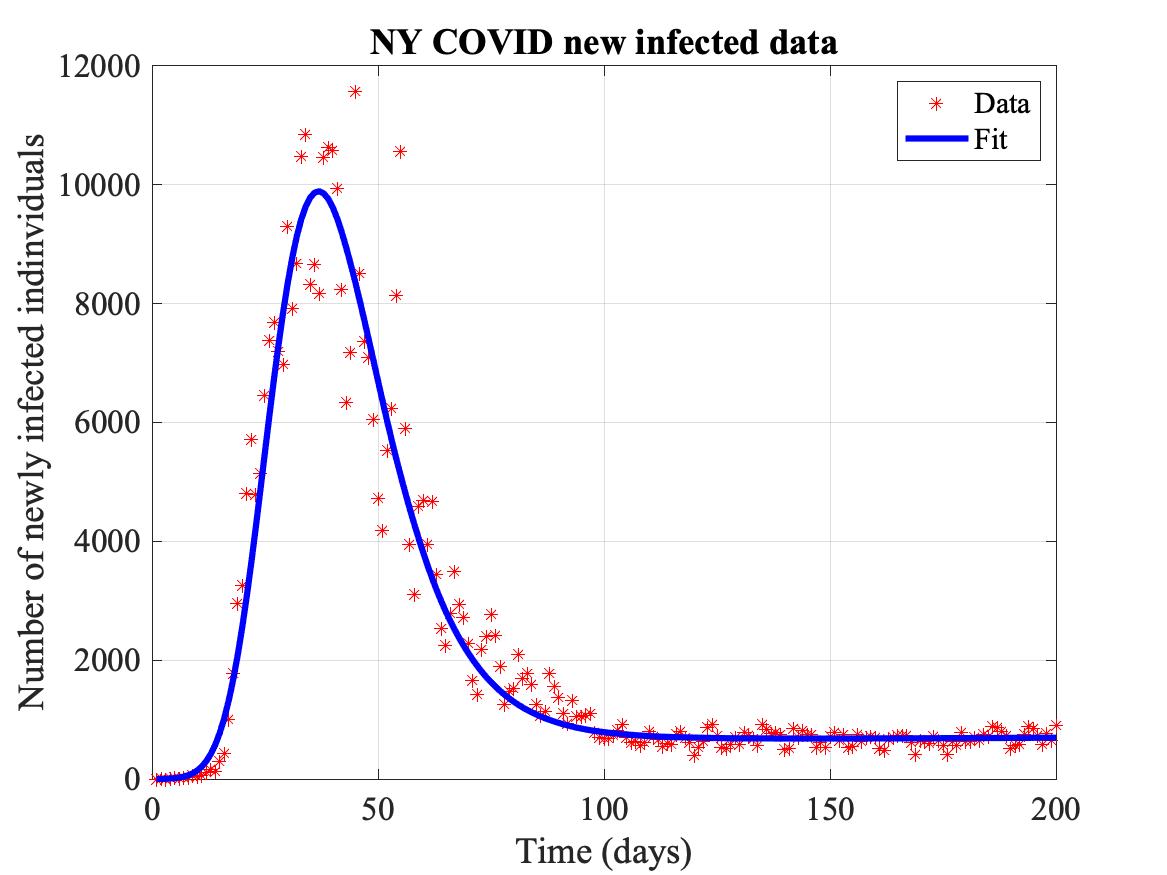 NY COVID new infected data
12000
10000
8000
6000
4000
2000
0
Number of newly infected indinviduals
Data
Fit
0 50 100 150 200
Time (days)